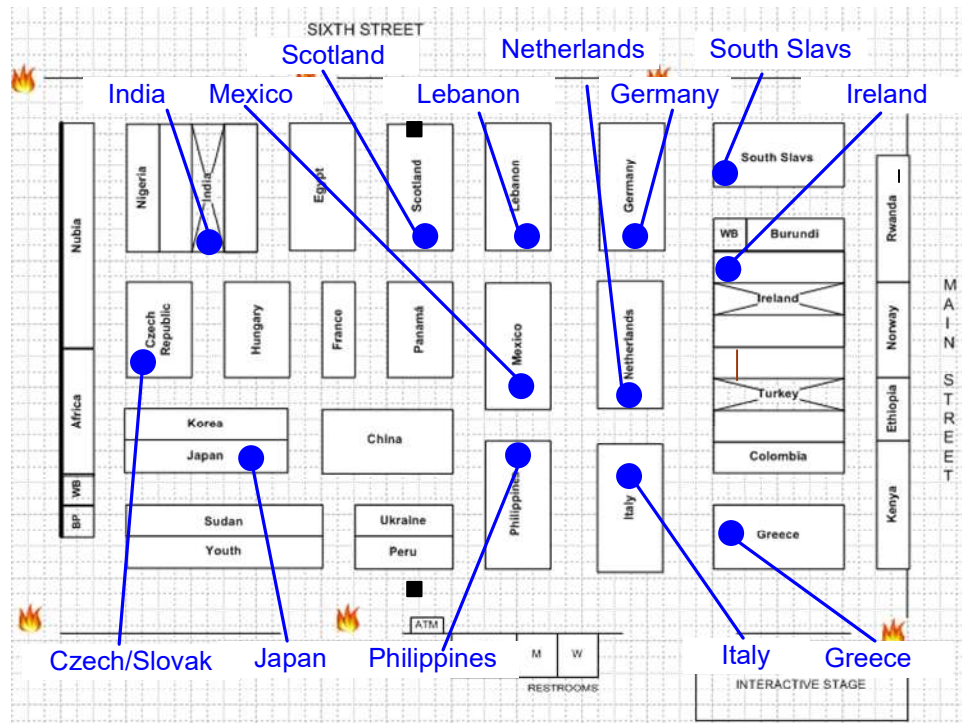 SIXTH STREET
Scotland
Netherlands
South Slavs
India
Mexico
Lebanon
Germany
Ireland
Nubia
Nigeria
India
Egypt
Scotland
Lebanon
Germany
South Slavs
Rwanda
WB
Burundi
Czech
Republic
Hungary
France
Panamá
Mexico
Netherlands
Ireland
Norway
MAIN STREET
Africa
Korea
Japan
China
Turkey
Ethiopia
Colombia
WB
BP
Sudan
Youth
Ukraine
Peru
Philippines
Italy
Greece
Kenya
ATM
Czech/Slovak
Japan
Philippines
M
W
RESTROOMS
Italy
Greece
INTERACTIVE STAGE